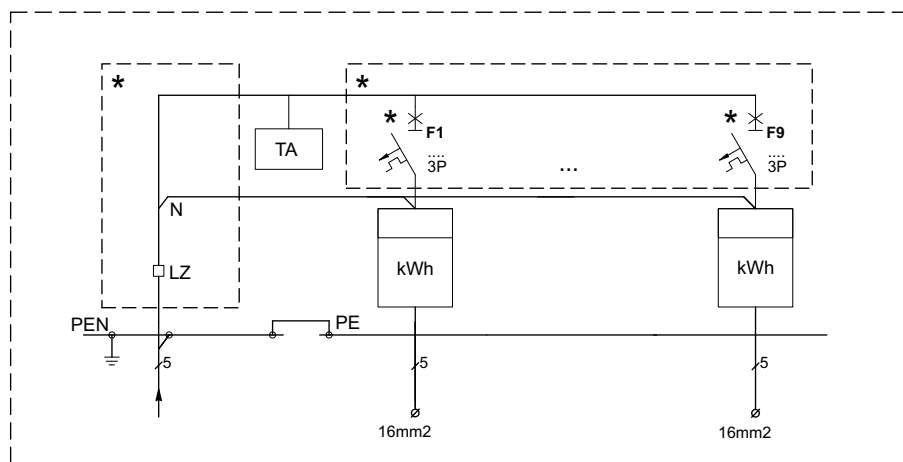 *
*
* F1
* F9
TA
....
3P
...
....
3P
N
kWh
kWh
LZ
PEN
PE
5
5
5
16mm2
16mm2